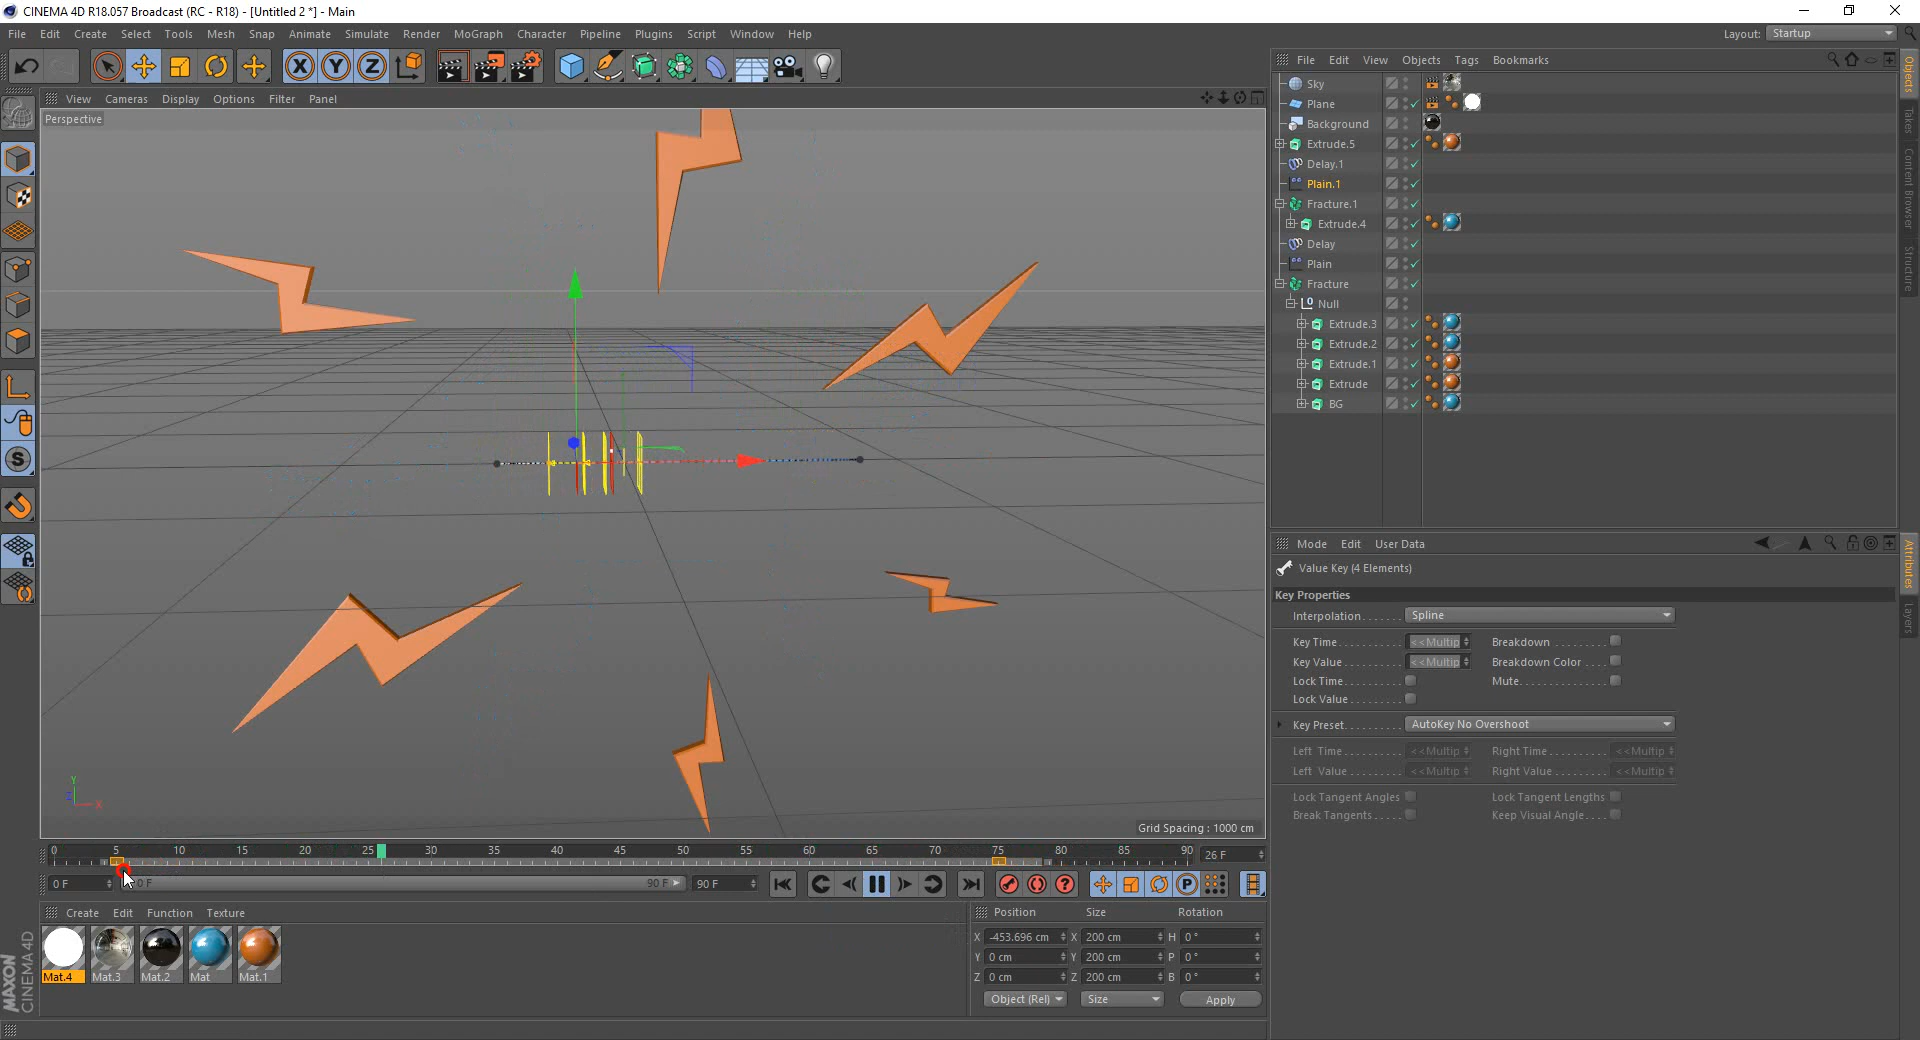 CINEMA 4D R18.057 Broadcast (RC - R18) - [Untitled 2 *] - Main
File Edit Create Select Tools Mesh Snap Animate Simulate Render MoGraph Character Pipeline Plugins Script Window Help
Layout: Startup
File Edit View Objects Tags Bookmarks
View Cameras Display Options Filter Panel
Perspective
Sky
Plane
Background
Extrude.5
Delay.1
Plain.1
Fracture.1
Extrude.4
Delay
Plain
Fracture
Null
Extrude.3
Extrude.2
Extrude.1
Extrude
BG
Objects
Takes
Content Browser
Structure
Mode Edit User Data
Value Key (4 Elements)
Key Properties
Interpolation Spline
Key Time <<Multip Breakdown
Key Value <<Multip Breakdown Color
Lock Time Mute
Lock Value
Key Preset AutoKey No Overshoot
Left Time <<Multip Right Time <<Multip
Left Value <<Multip Right Value <<Multip
Lock Tangent Angles Lock Tangent Lengths
Break Tangents Keep Visual Angle
Attributes
Layers
Y
Z
X
Grid Spacing : 1000 cm
0 5 10 15 20 25 30 35 40 45 50 55 60 65 70 75 80 85 90 26 F
0 F 0 F 90 F 90 F
Create Edit Function Texture
Mat.4 Mat.3 Mat.2 Mat Mat.1
Position Size Rotation
X -453.696 cm X 200 cm H 0 °
Y 0 cm Y 200 cm P 0 °
Z 0 cm Z 200 cm B 0 °
Object (Rel) Size Apply
MAXON
CINEMA 4D